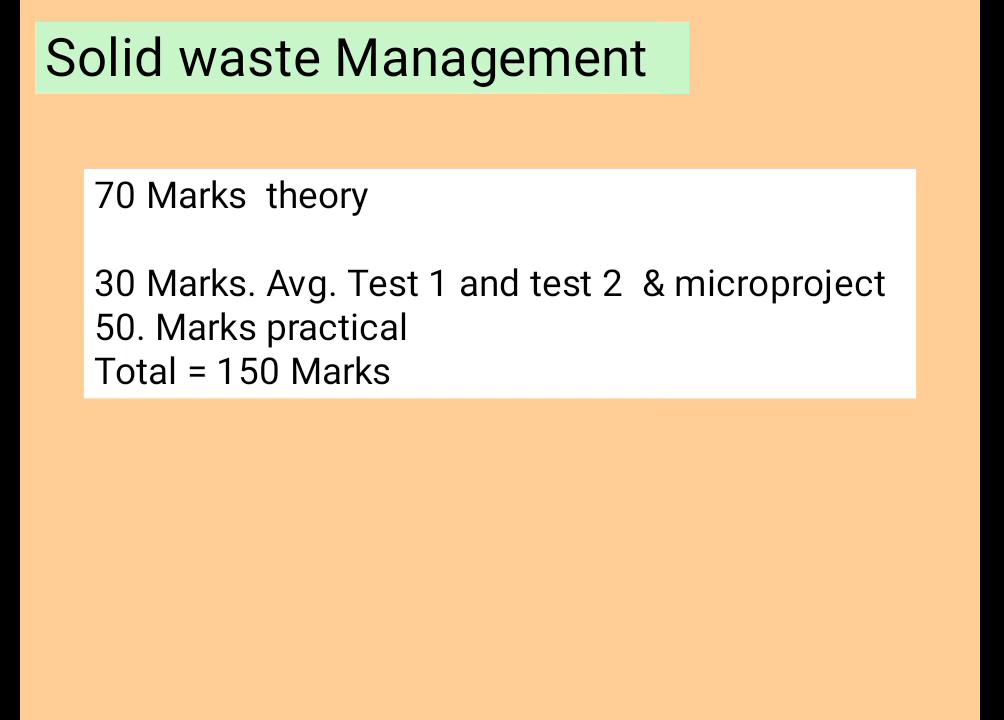 Solid waste Management
70 Marks  theory
30 Marks. Avg. Test 1 and test 2  & microproject
50. Marks practical
Total = 150 Marks